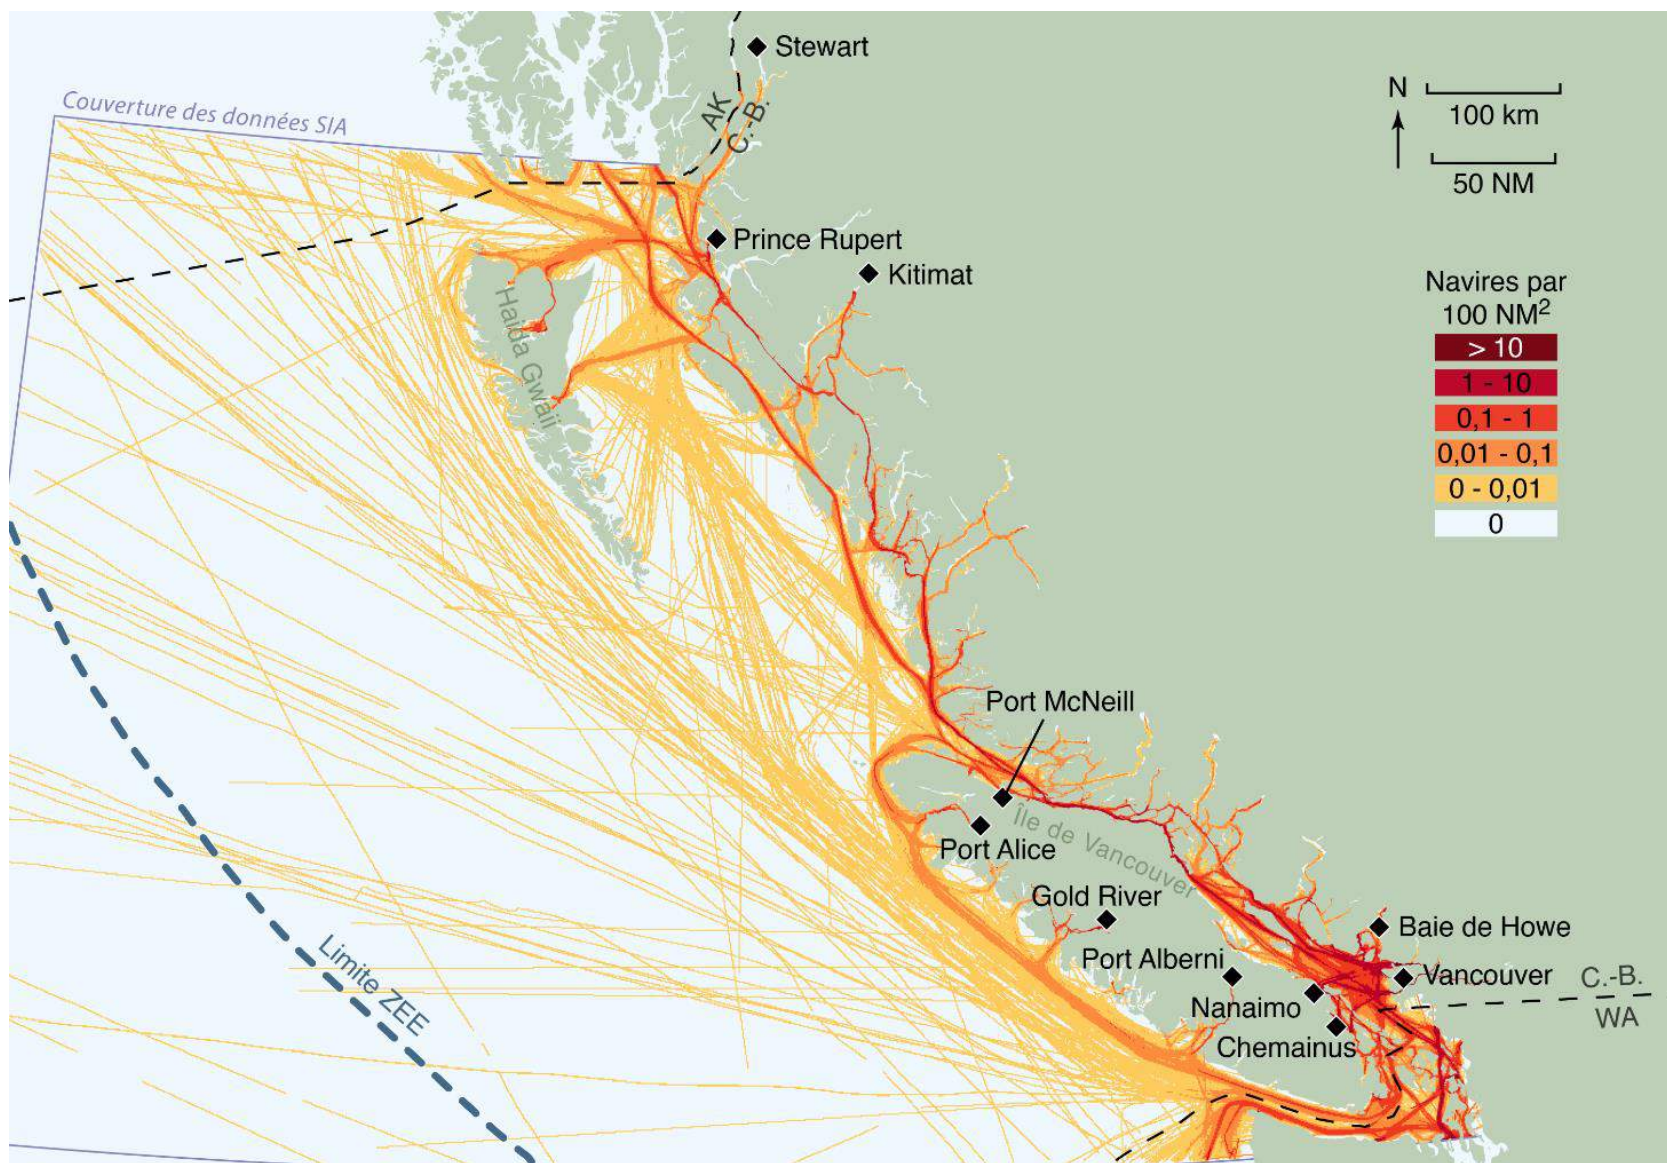 Stewart
Couverture des données SIA
AK
C.-B.
N
100 km
50 NM
Prince Rupert
Kitimat
Haida Gwaii
Navires par
100 NM²
> 10
1 - 10
0,1 - 1
0,01 - 0,1
0 - 0,01
0
Port McNeill
Île de Vancouver
Port Alice
Gold River
Baie de Howe
Port Alberni
Vancouver
C.-B.
WA
Nanaimo
Chemainus
Limite ZEE